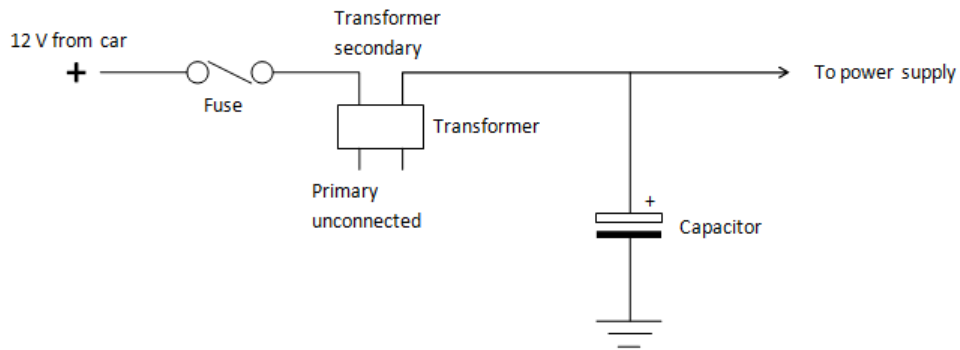 Transformer
secondary
12 V from car
+
Fuse
Transformer
To power supply
Primary
unconnected
+
Capacitor